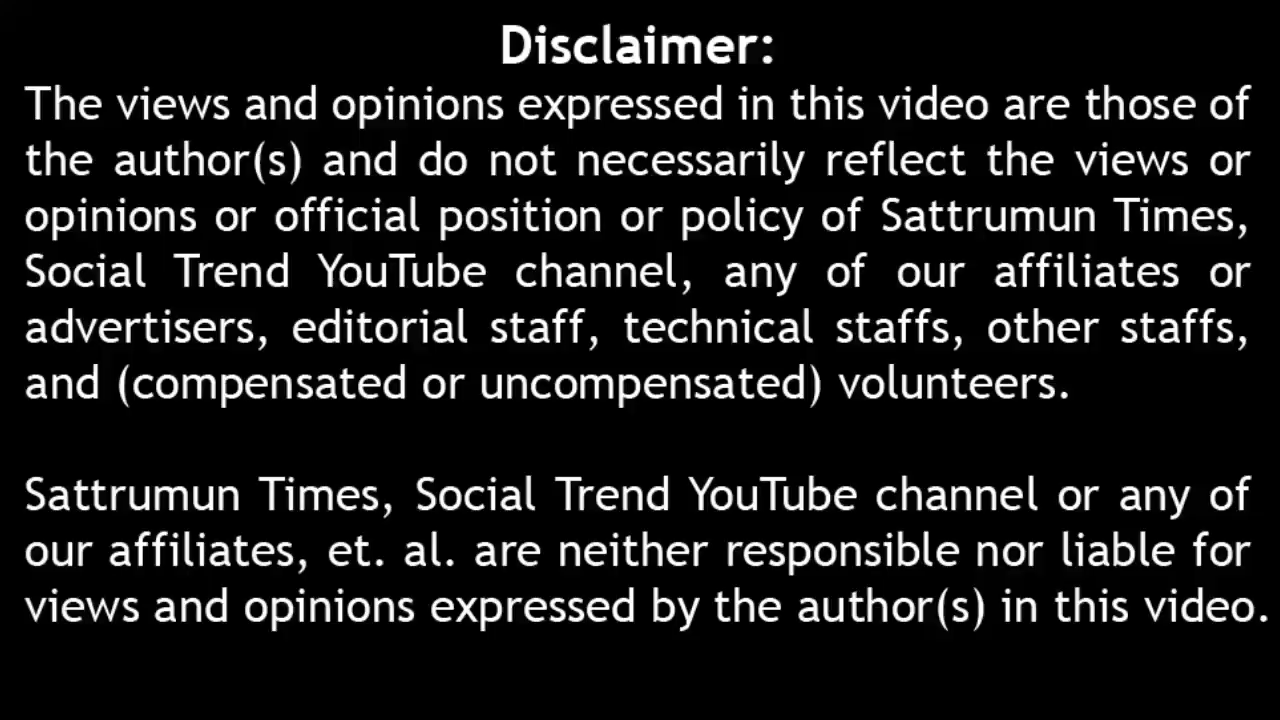 Disclaimer:
The views and opinions expressed in this video are those of
the author(s) and do not necessarily reflect the views or
opinions or official position or policy of Sattrumun Times,
Social Trend YouTube channel, any of our affiliates or
advertisers, editorial staff, technical staffs, other staffs,
and (compensated or uncompensated) volunteers.
Sattrumun Times, Social Trend YouTube channel or any of
our affiliates, et. al. are neither responsible nor liable for
views and opinions expressed by the author(s) in this video.